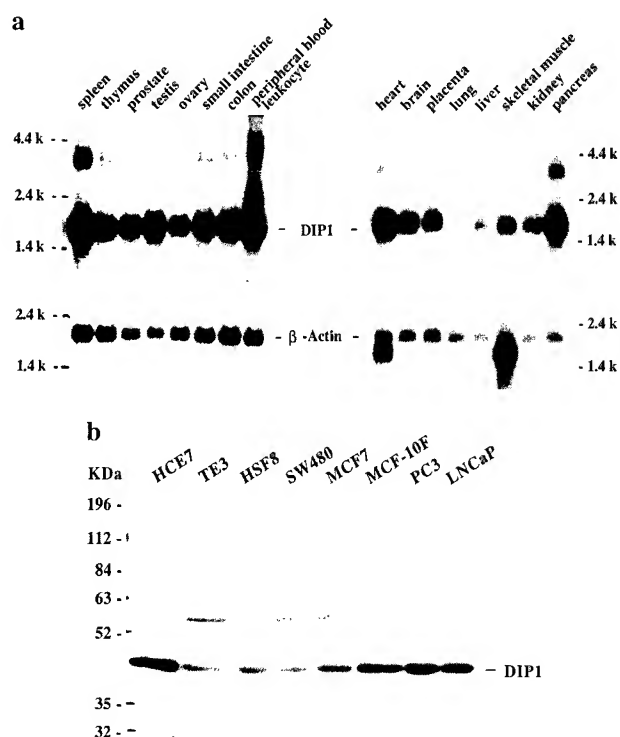 a
spleen
thymus
prostate
testis
ovary
small intestine
colon
peripheral blood
leukocyte
heart
brain
placenta
lung
liver
skeletal muscle
kidney
pancreas
4.4 k - -
2.4 k - -
1.4 k - -
- DIP1 -
- 4.4 k
- 2.4 k
- 1.4 k
2.4 k - -
1.4 k - -
- β -Actin -
- 2.4 k
- 1.4 k
b
KDa
HCE7
TE3
HSF8
SW480
MCF7
MCF-10F
PC3
LNCaP
196 -
112 -
84 -
63 -
52 -
- DIP1
35 -
32 -